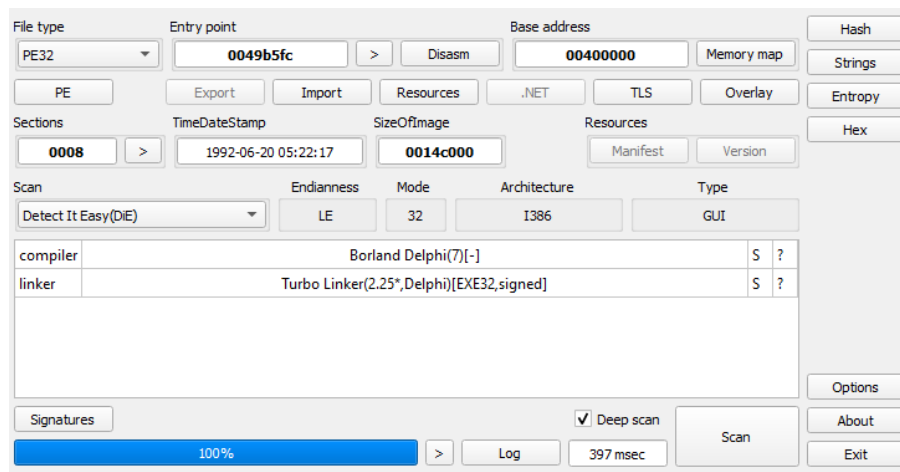 File type Entry point Base address Hash
PE32 0049b5fc > Disasm 00400000 Memory map Strings
PE Export Import Resources .NET TLS Overlay Entropy
Sections TimeDateStamp SizeOfImage Resources Hex
0008 > 1992-06-20 05:22:17 0014c000 Manifest Version
Scan Endianness Mode Architecture Type
Detect It Easy(DiE) LE 32 I386 GUI
compiler Borland Delphi(7)[-] S ?
linker Turbo Linker(2.25*,Delphi)[EXE32,signed] S ?
Options
Signatures Deep scan Scan About
100% > Log 397 msec Exit